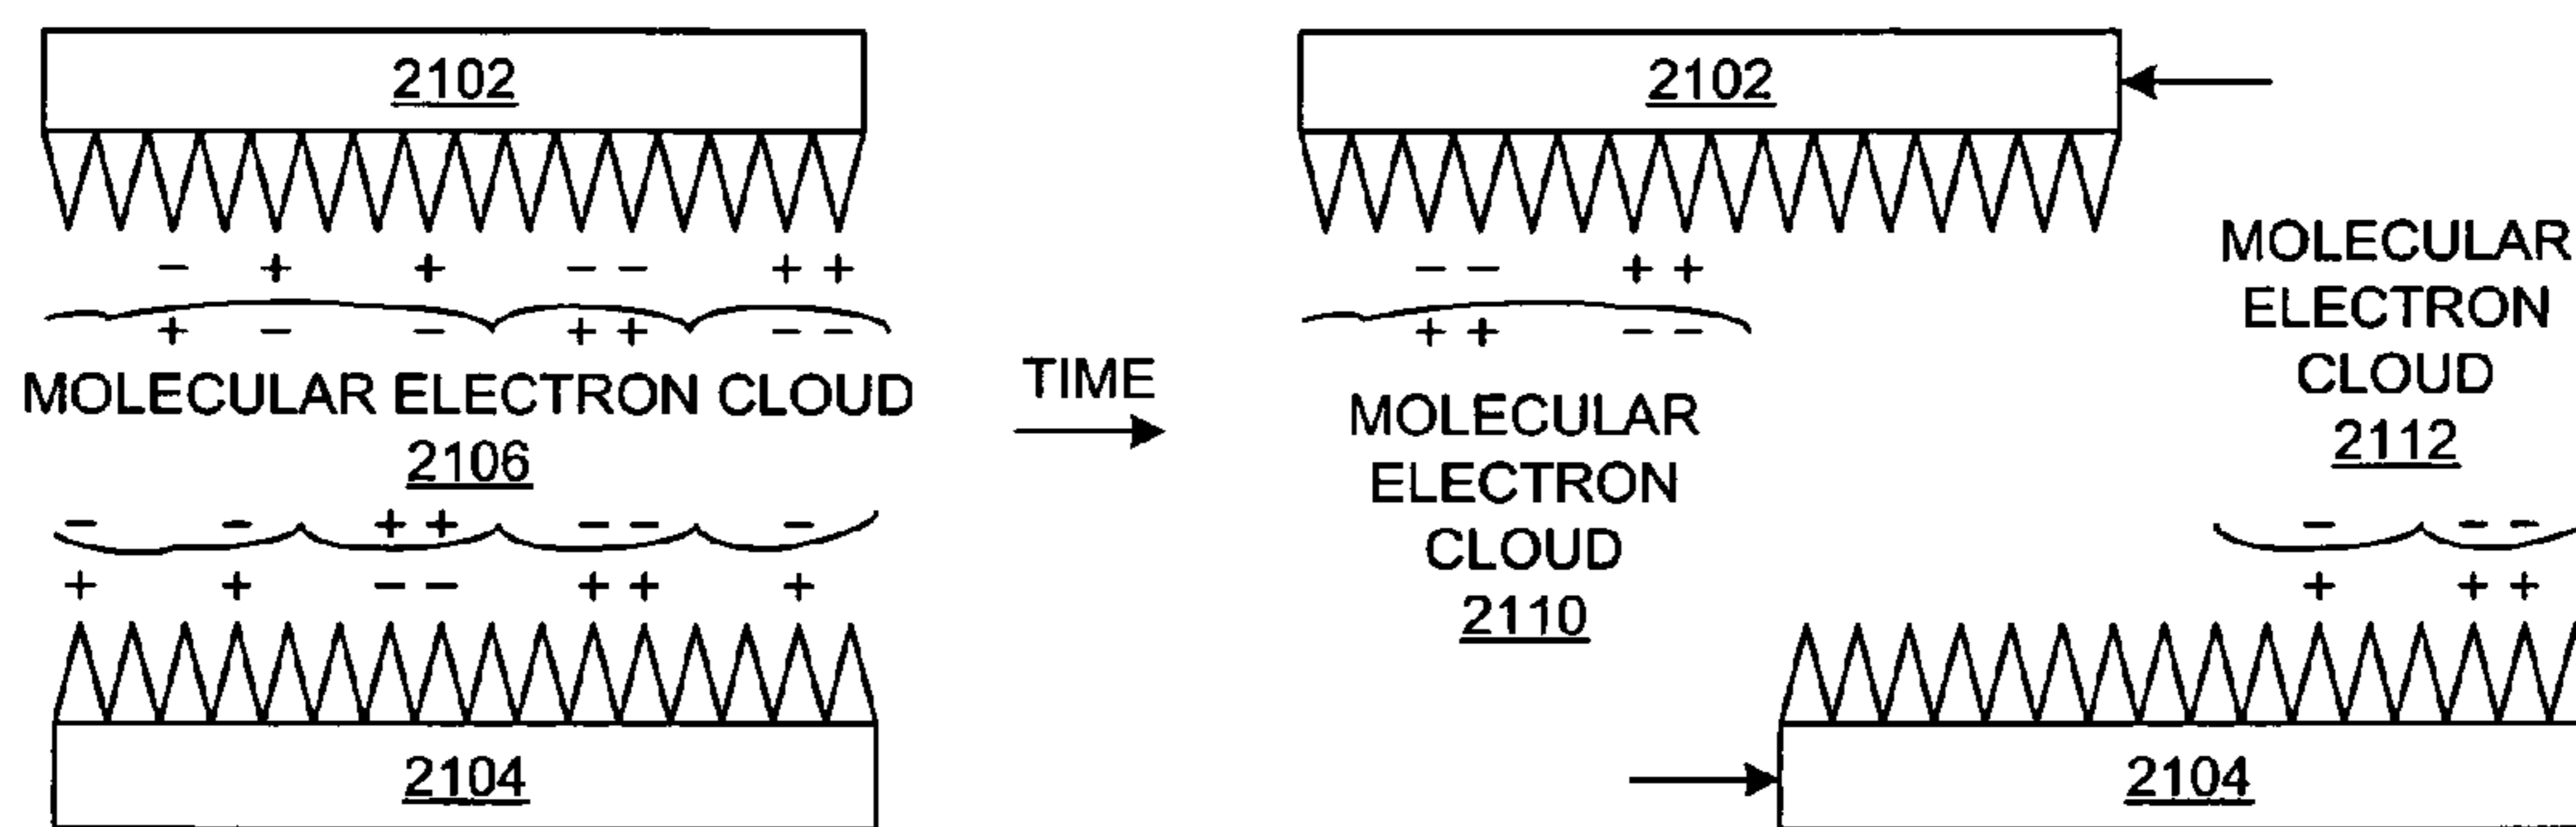 2102
− + + − − + +
+ − − + + − −
MOLECULAR ELECTRON CLOUD
2106
− − + + − − −
+ + − − + + +
2104
TIME
2102
− − + +
+ + − −
MOLECULAR
ELECTRON
CLOUD
2110
MOLECULAR
ELECTRON
CLOUD
2112
− − −
+ + +
2104